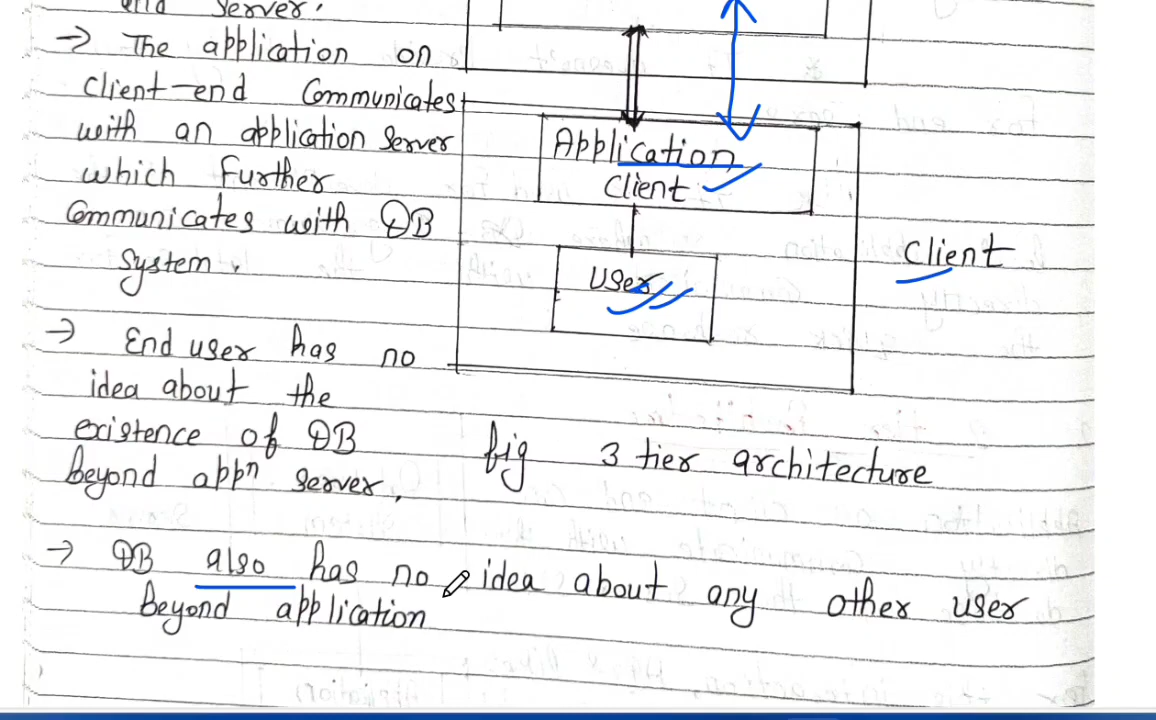 end server.
→ The application on
client-end Communicates
with an application server
which further
Communicates with DB
system.
→ End user has no
idea about the
existence of DB
beyond appⁿ server.
→ DB also has no idea about any other user
beyond application
Application
Client
User
Client
fig 3 tier architecture